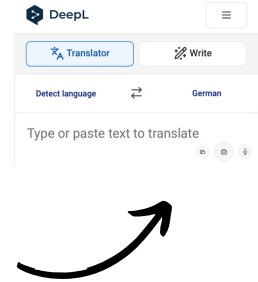 DeepL
Translator Write
Detect language German
Type or paste text to translate